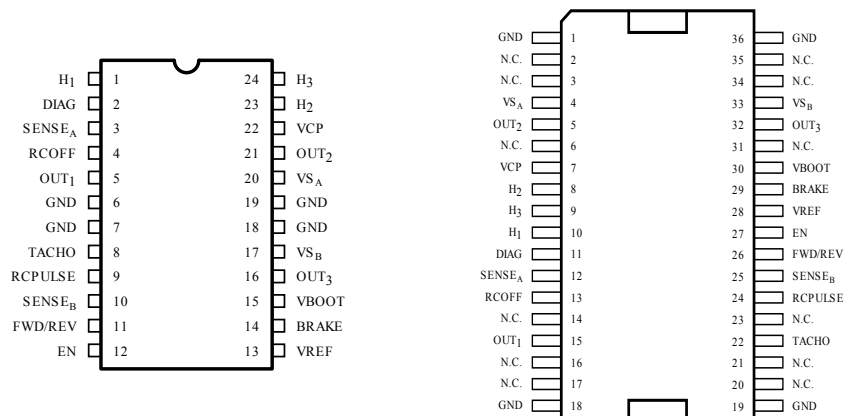 H1 1 24 H3
DIAG 2 23 H2
SENSEA 3 22 VCP
RCOFF 4 21 OUT2
OUT1 5 20 VSA
GND 6 19 GND
GND 7 18 GND
TACHO 8 17 VSB
RCPULSE 9 16 OUT3
SENSEB 10 15 VBOOT
FWD/REV 11 14 BRAKE
EN 12 13 VREF
GND 1 36 GND
N.C. 2 35 N.C.
N.C. 3 34 N.C.
VSA 4 33 VSB
OUT2 5 32 OUT3
N.C. 6 31 N.C.
VCP 7 30 VBOOT
H2 8 29 BRAKE
H3 9 28 VREF
H1 10 27 EN
DIAG 11 26 FWD/REV
SENSEA 12 25 SENSEB
RCOFF 13 24 RCPULSE
N.C. 14 23 N.C.
OUT1 15 22 TACHO
N.C. 16 21 N.C.
N.C. 17 20 N.C.
GND 18 19 GND